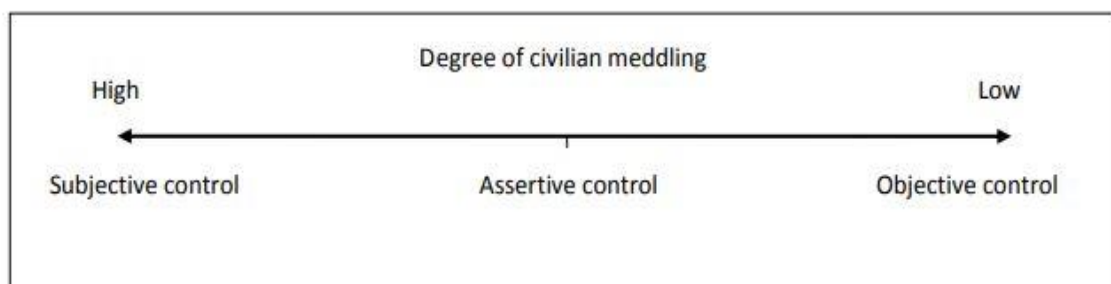 Degree of civilian meddling
High Low
Subjective control Assertive control Objective control